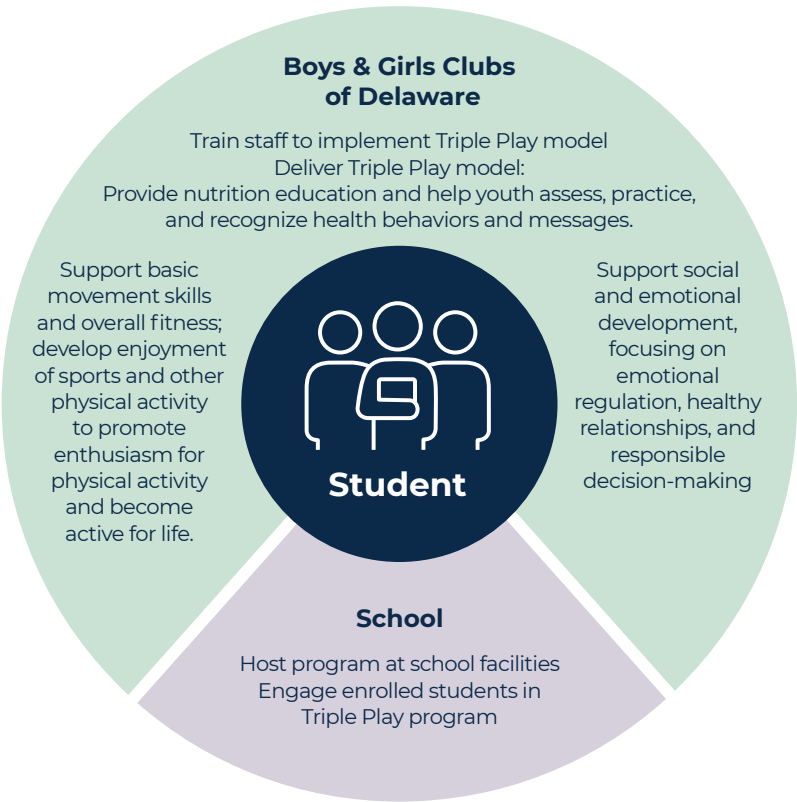 Boys & Girls Clubs
of Delaware
Train staff to implement Triple Play model
Deliver Triple Play model:
Provide nutrition education and help youth assess, practice,
and recognize health behaviors and messages.
Support basic
movement skills
and overall fitness;
develop enjoyment
of sports and other
physical activity
to promote
enthusiasm for
physical activity
and become
active for life.
Support social
and emotional
development,
focusing on
emotional
regulation, healthy
relationships, and
responsible
decision-making
Student
School
Host program at school facilities
Engage enrolled students in
Triple Play program